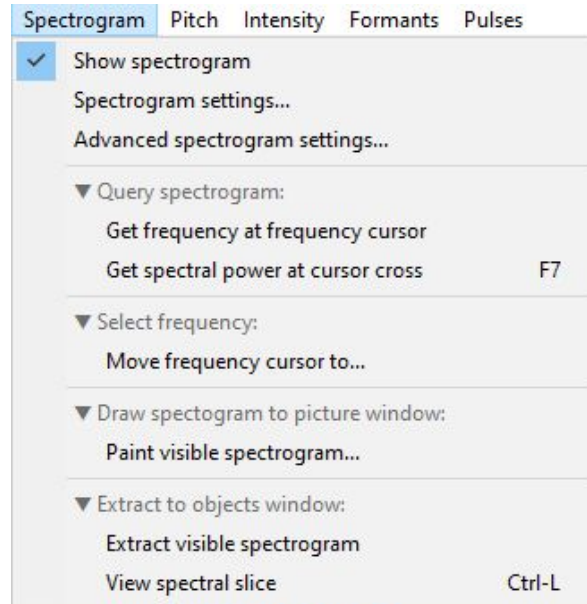 Spectrogram Pitch Intensity Formants Pulses
Show spectrogram
Spectrogram settings...
Advanced spectrogram settings...
Query spectrogram:
Get frequency at frequency cursor
Get spectral power at cursor cross F7
Select frequency:
Move frequency cursor to...
Draw spectogram to picture window:
Paint visible spectrogram...
Extract to objects window:
Extract visible spectrogram
View spectral slice Ctrl-L